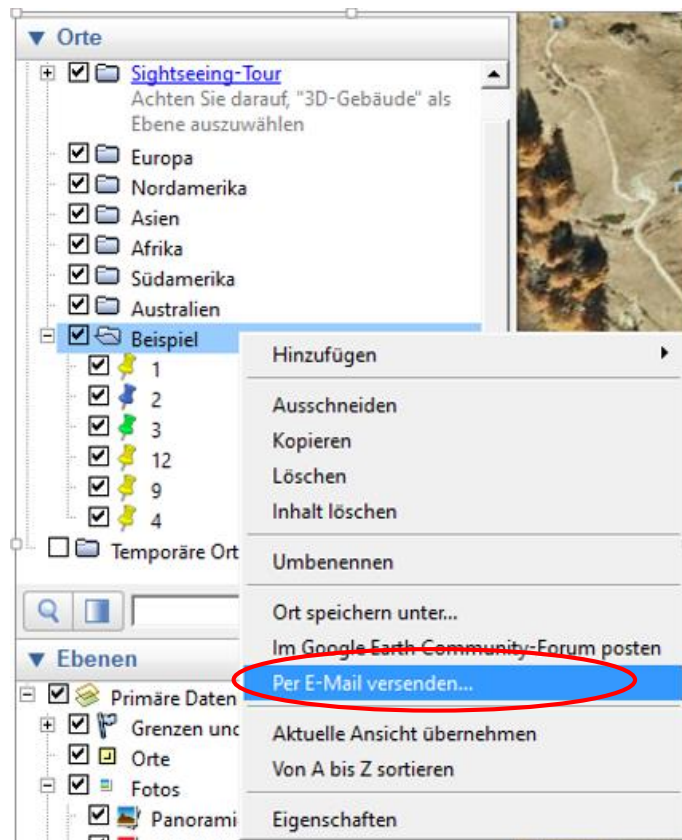 Orte
Sightseeing-Tour
Achten Sie darauf, "3D-Gebäude" als
Ebene auszuwählen
Europa
Nordamerika
Asien
Afrika
Südamerika
Australien
Beispiel
1
2
3
12
9
4
Temporäre Ort
Hinzufügen
Ausschneiden
Kopieren
Löschen
Inhalt löschen
Umbenennen
Ort speichern unter...
Im Google Earth Community-Forum posten
Per E-Mail versenden...
Aktuelle Ansicht übernehmen
Von A bis Z sortieren
Eigenschaften
Ebenen
Primäre Daten
Grenzen und
Orte
Fotos
Panorami